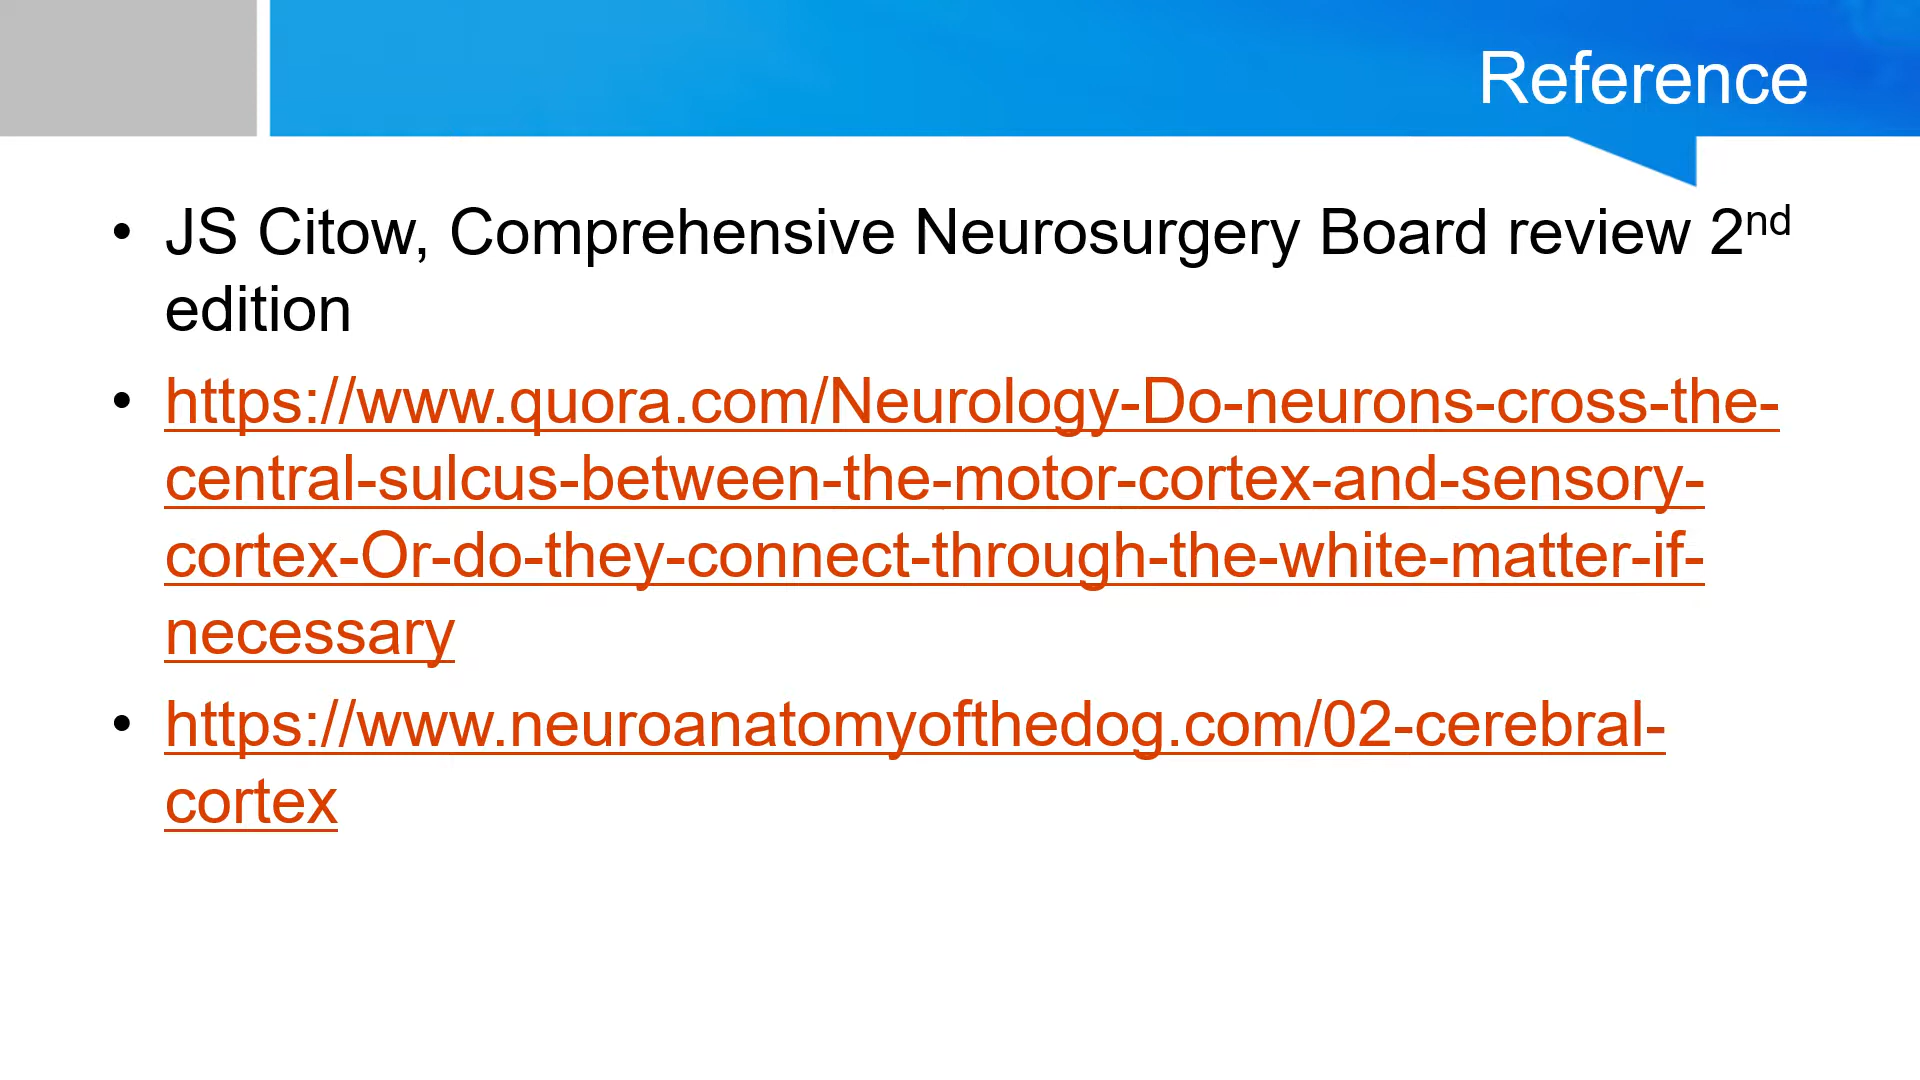 Reference
• JS Citow, Comprehensive Neurosurgery Board review 2nd
edition
• https://www.quora.com/Neurology-Do-neurons-cross-the-
central-sulcus-between-the-motor-cortex-and-sensory-
cortex-Or-do-they-connect-through-the-white-matter-if-
necessary
• https://www.neuroanatomyofthedog.com/02-cerebral-
cortex